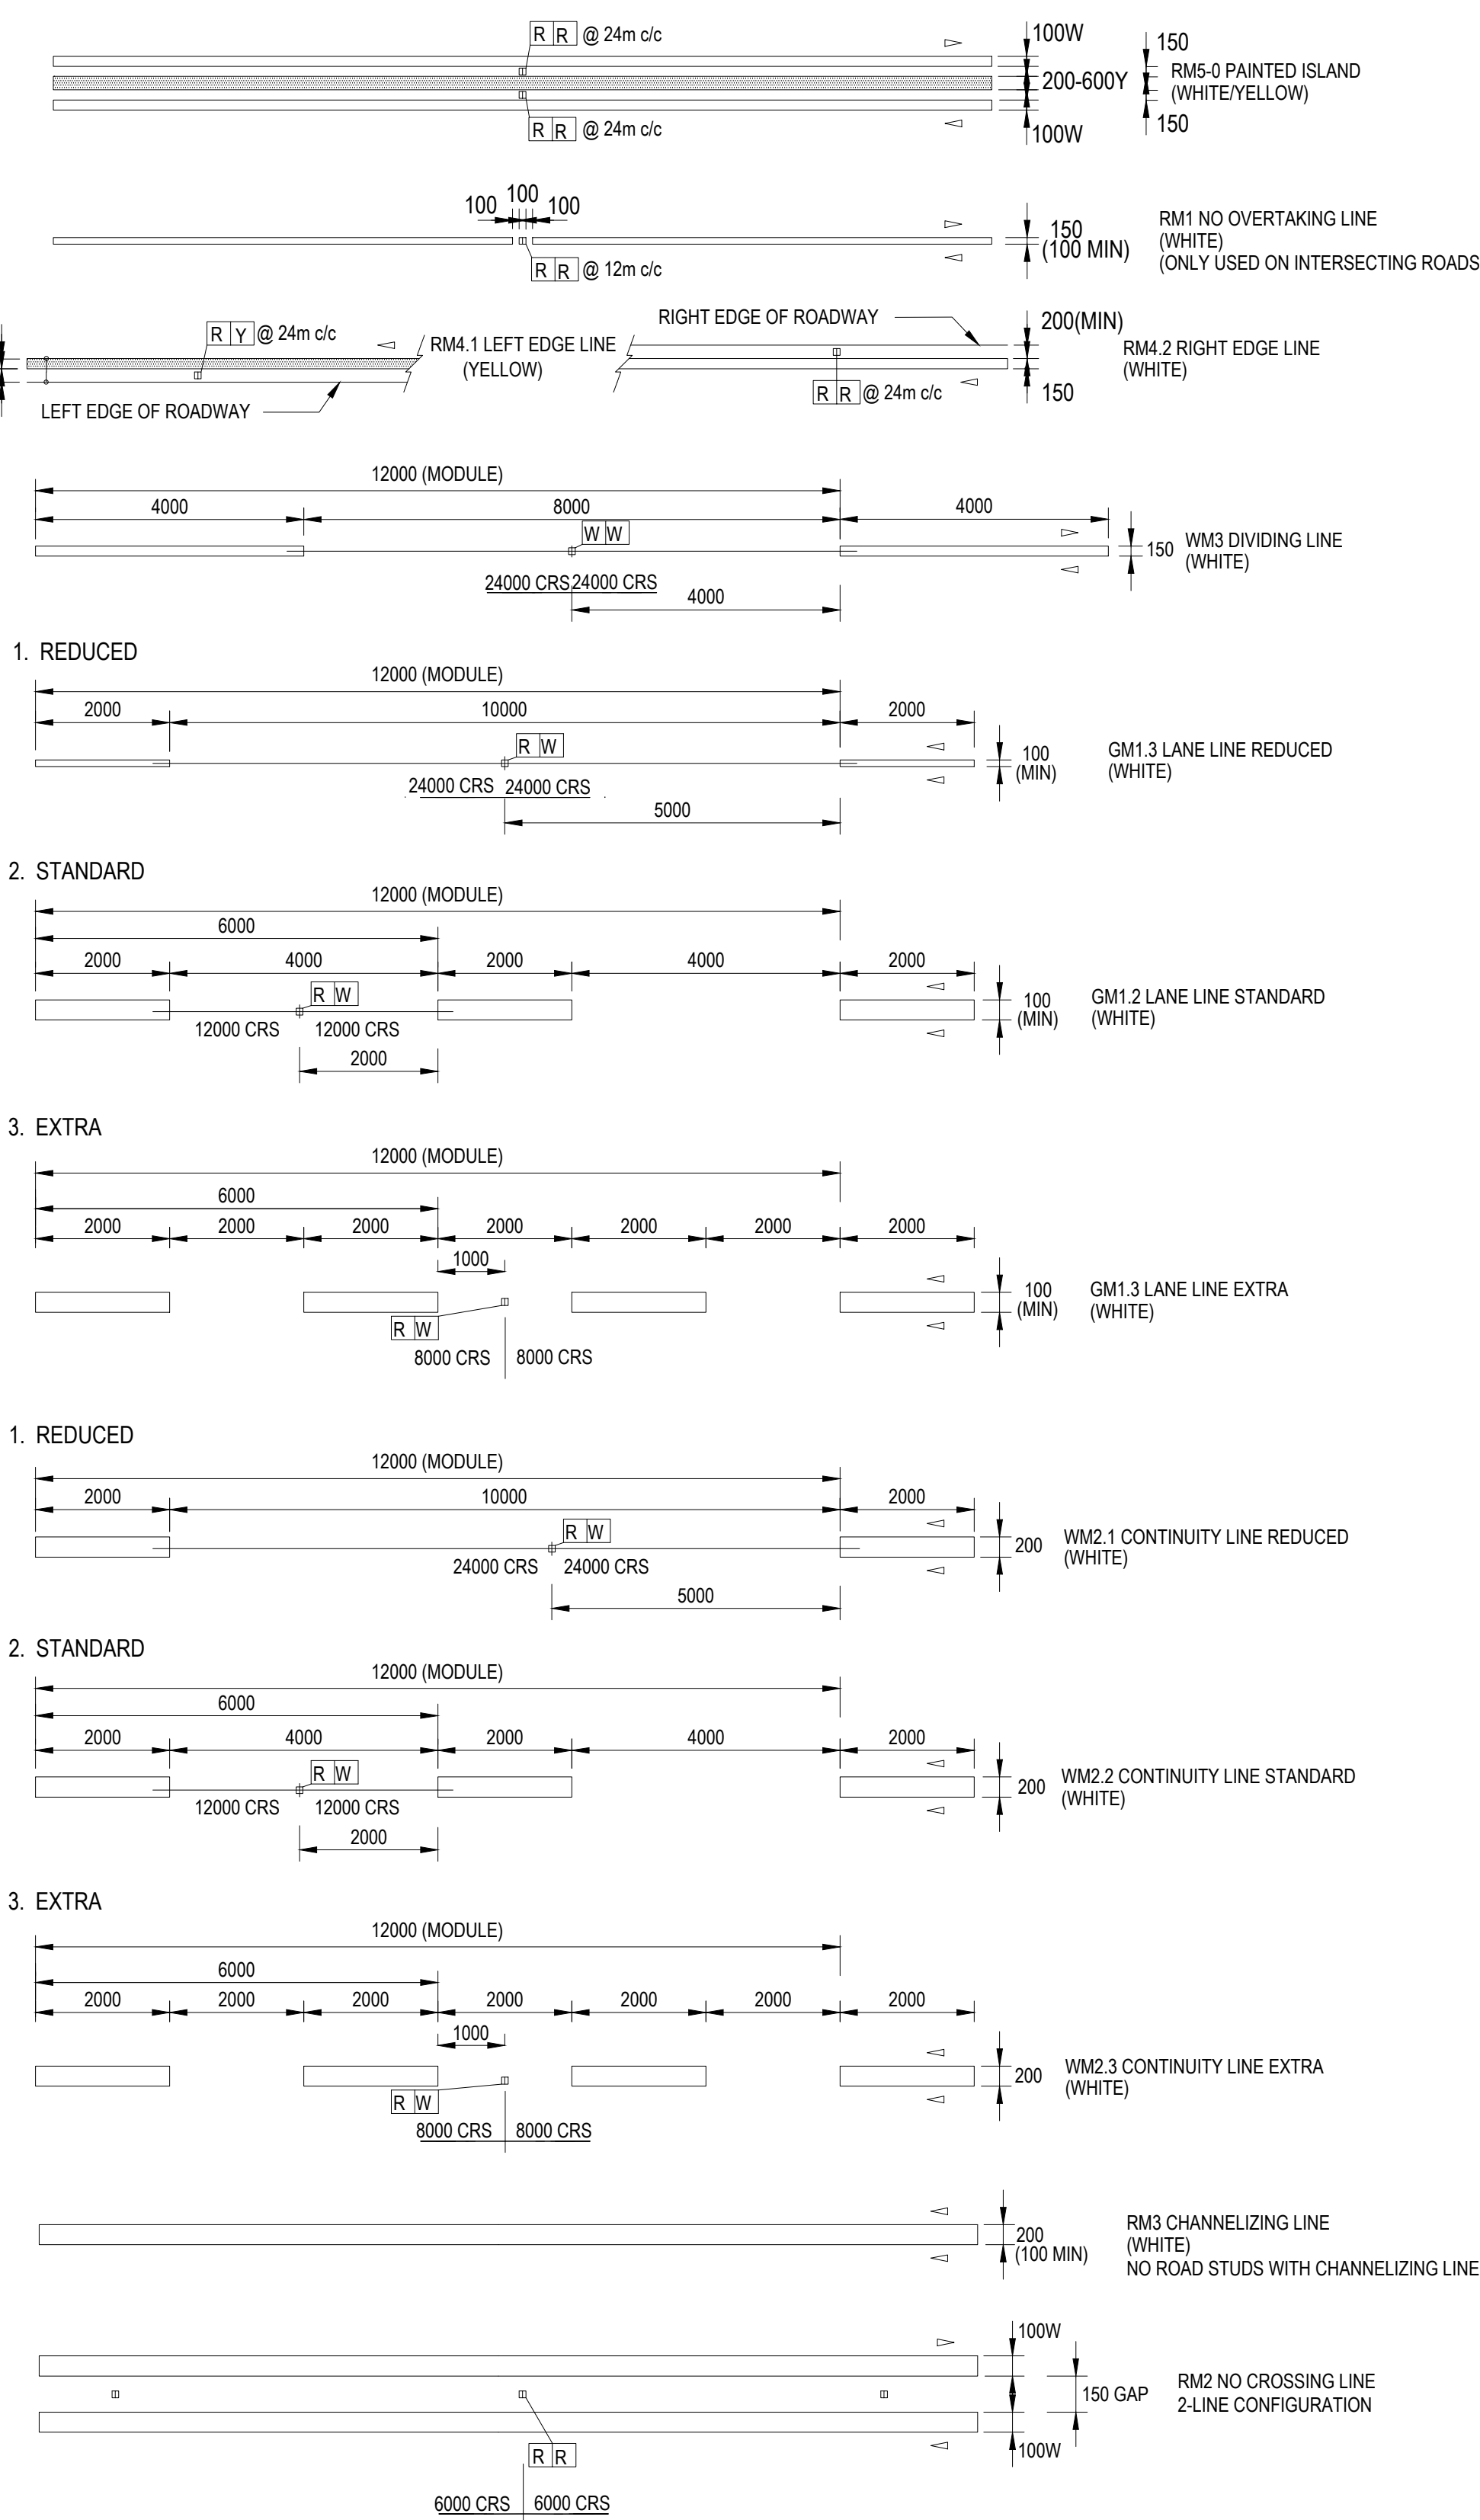 R R @ 24m c/c
100W
150
200-600Y
RM5-0 PAINTED ISLAND
(WHITE/YELLOW)
R R @ 24m c/c
100W
150
100 100 100
R R @ 12m c/c
150
(100 MIN)
RM1 NO OVERTAKING LINE
(WHITE)
(ONLY USED ON INTERSECTING ROADS
R Y @ 24m c/c
RM4.1 LEFT EDGE LINE
(YELLOW)
LEFT EDGE OF ROADWAY
RIGHT EDGE OF ROADWAY
R R @ 24m c/c
200(MIN)
150
RM4.2 RIGHT EDGE LINE
(WHITE)
12000 (MODULE)
4000 8000 4000
W W
24000 CRS 24000 CRS
4000
150
WM3 DIVIDING LINE
(WHITE)
1. REDUCED
12000 (MODULE)
2000 10000 2000
R W
24000 CRS 24000 CRS
5000
100
(MIN)
GM1.3 LANE LINE REDUCED
(WHITE)
2. STANDARD
12000 (MODULE)
6000
2000 4000 2000 4000 2000
R W
12000 CRS 12000 CRS
2000
100
(MIN)
GM1.2 LANE LINE STANDARD
(WHITE)
3. EXTRA
12000 (MODULE)
6000
2000 2000 2000 2000 2000 2000 2000
1000
R W
8000 CRS 8000 CRS
100
(MIN)
GM1.3 LANE LINE EXTRA
(WHITE)
1. REDUCED
12000 (MODULE)
2000 10000 2000
R W
24000 CRS 24000 CRS
5000
200
WM2.1 CONTINUITY LINE REDUCED
(WHITE)
2. STANDARD
12000 (MODULE)
6000
2000 4000 2000 4000 2000
R W
12000 CRS 12000 CRS
2000
200
WM2.2 CONTINUITY LINE STANDARD
(WHITE)
3. EXTRA
12000 (MODULE)
6000
2000 2000 2000 2000 2000 2000 2000
1000
R W
8000 CRS 8000 CRS
200
WM2.3 CONTINUITY LINE EXTRA
(WHITE)
200
(100 MIN)
RM3 CHANNELIZING LINE
(WHITE)
NO ROAD STUDS WITH CHANNELIZING LINE
100W
150 GAP
100W
RM2 NO CROSSING LINE
2-LINE CONFIGURATION
R R
6000 CRS 6000 CRS